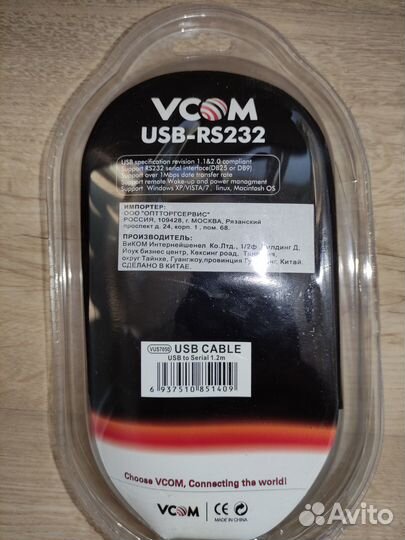 VCOM
USB-RS232
USB specification revision 1.1&2.0 compliant
Support RS232 serial interface(DB25 or DB9)
Support over 1Mbps date transfer rate
Support remote Wake-up and power managment
Support Windows XP/VISTA/7, linux, Macintosh OS
ИМПОРТЕР:
ООО "ОПТТОРГСЕРВИС"
РОССИЯ, 109428, г. МОСКВА, Рязанский
проспект д. 24, корп. 1, пом. 68.
ПРОИЗВОДИТЕЛЬ:
ВиКОМ Интернейшенел Ко.Лтд., 1/2ф. Билдинг Д,
Йоук бизнес центр, Кексинг роад,
округ Тайнхе, Гуангжоу, провинция Китай.
СДЕЛАНО В КИТАЕ.
VUS7050 USB CABLE
USB to Serial 1.2m
6 937510 851409
Choose VCOM, Connecting the world!
VCOM CE
MADE IN CHINA
Avito